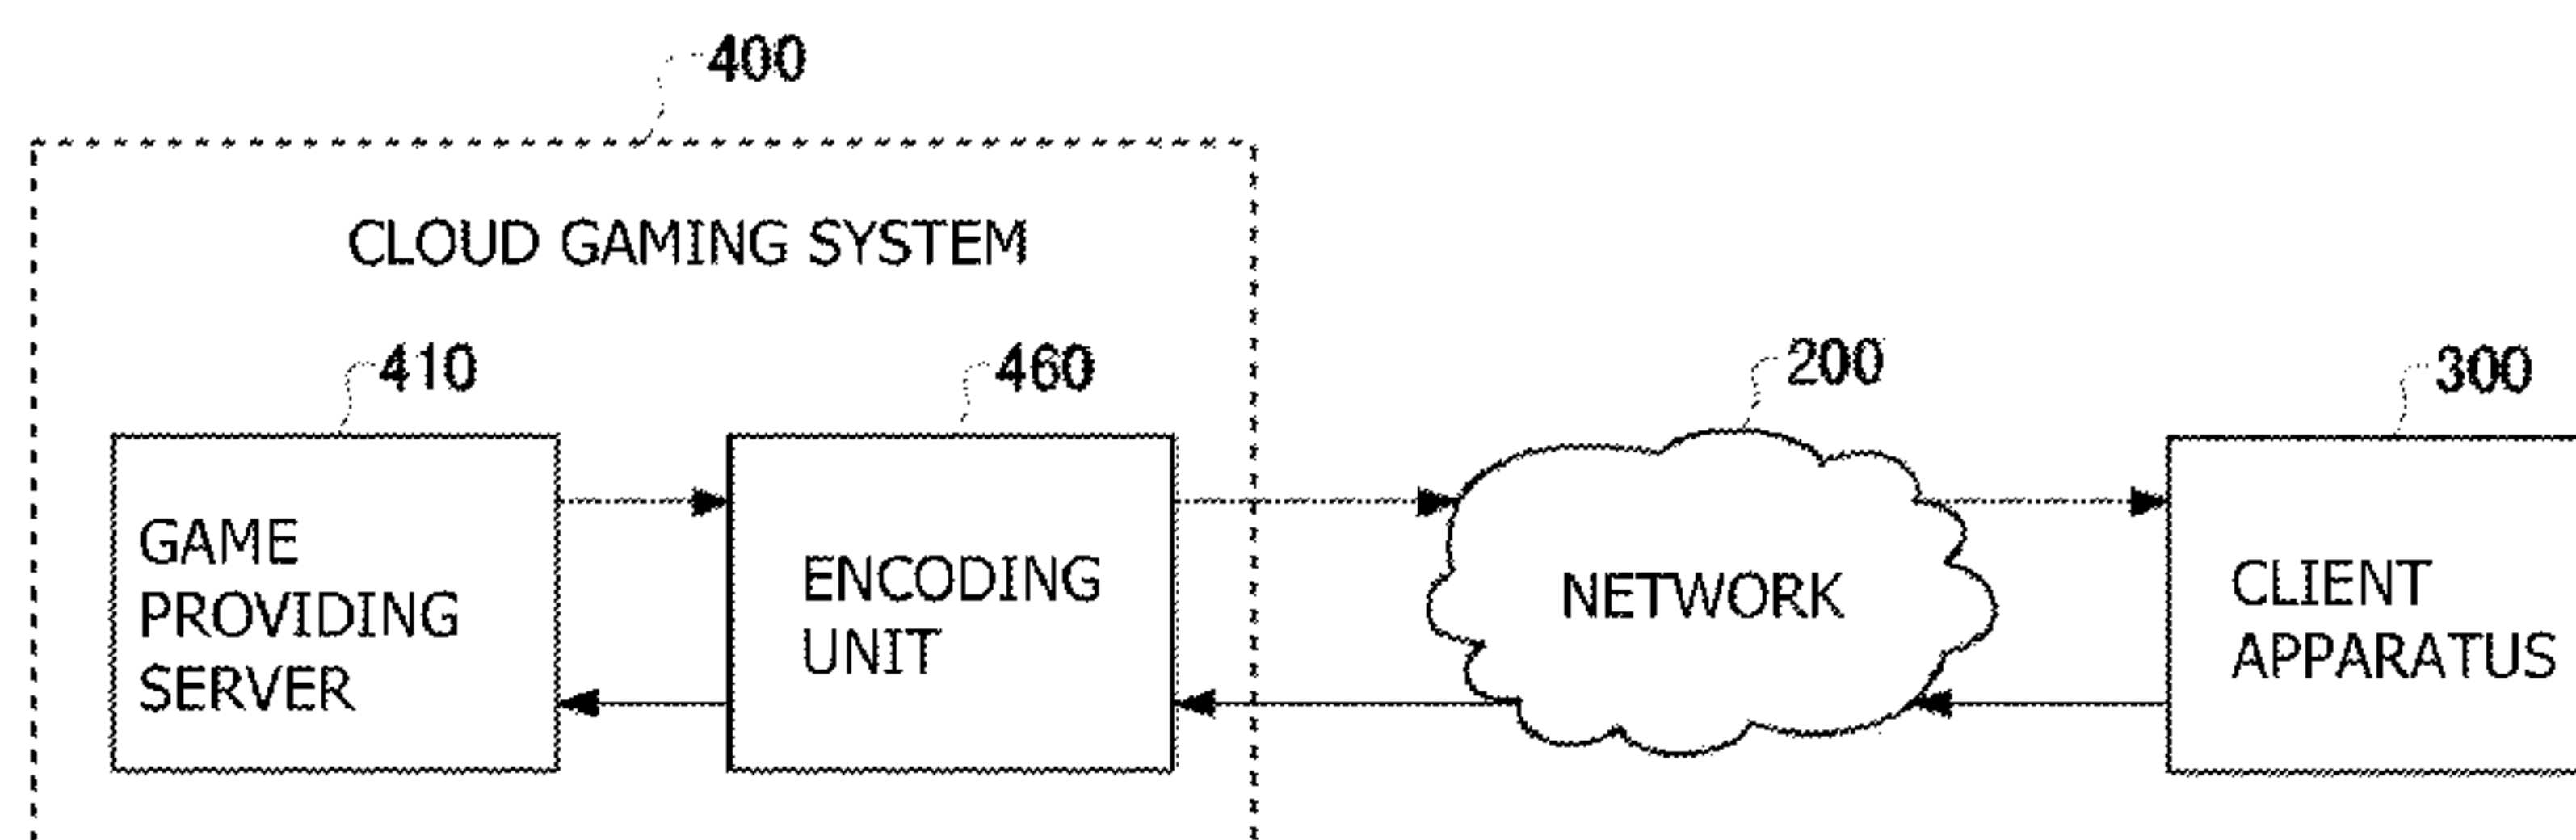 400
CLOUD GAMING SYSTEM
410
460
200
300
GAME
PROVIDING
SERVER
ENCODING
UNIT
NETWORK
CLIENT
APPARATUS